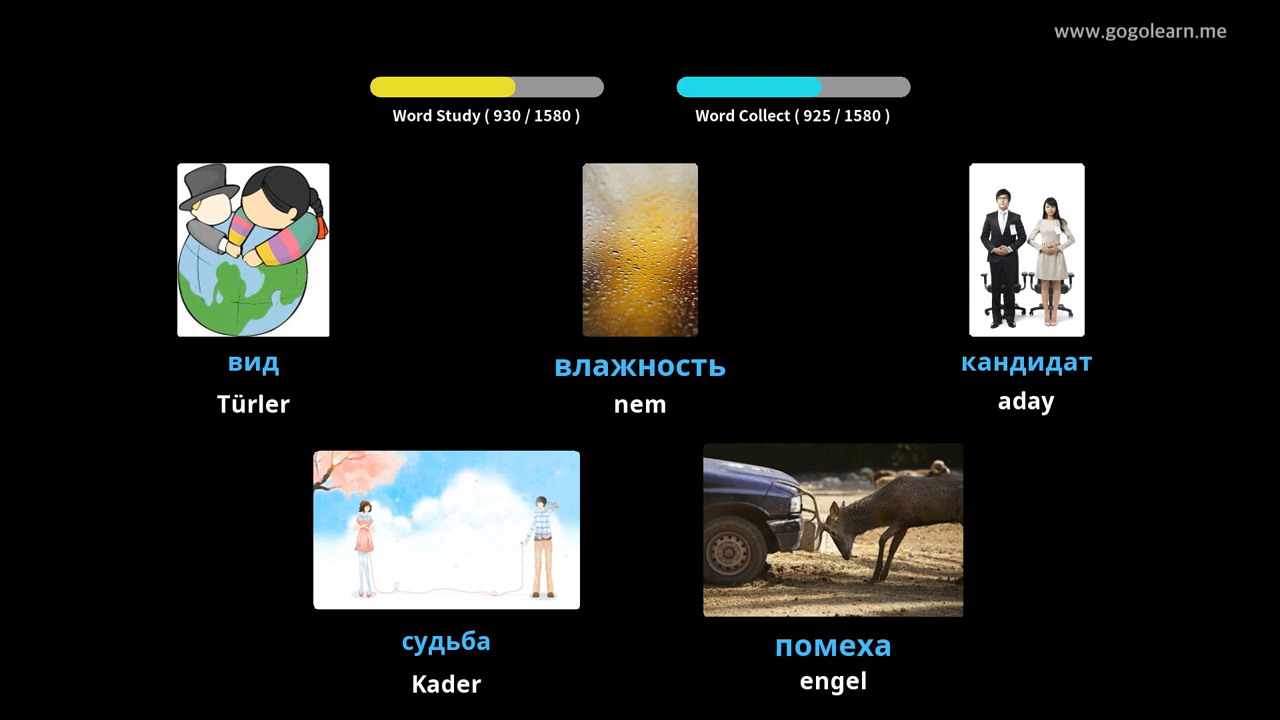 www.gogolearn.me
Word Study ( 930 / 1580 )
Word Collect ( 925 / 1580 )
вид
Türler
влажность
nem
кандидат
aday
судьба
Kader
помеха
engel